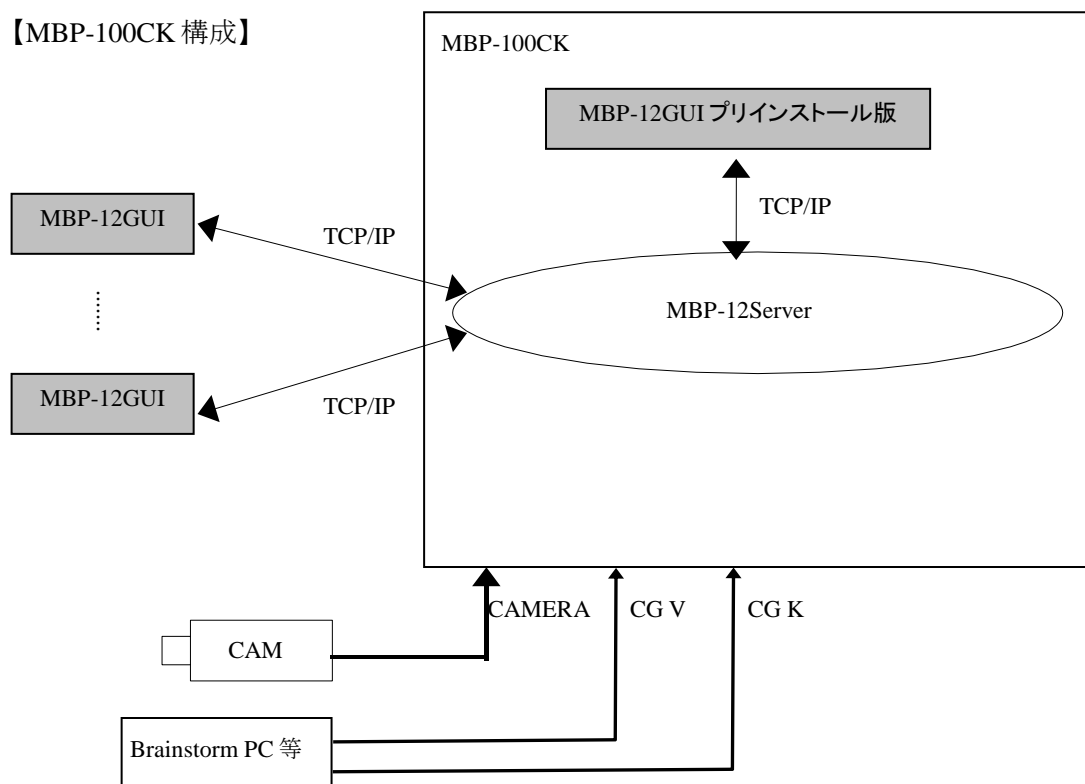 【MBP-100CK 構成】
MBP-100CK
MBP-12GUI プリインストール版
TCP/IP
MBP-12GUI
TCP/IP
MBP-12Server
MBP-12GUI
TCP/IP
CAMERA
CG V
CG K
CAM
Brainstorm PC 等